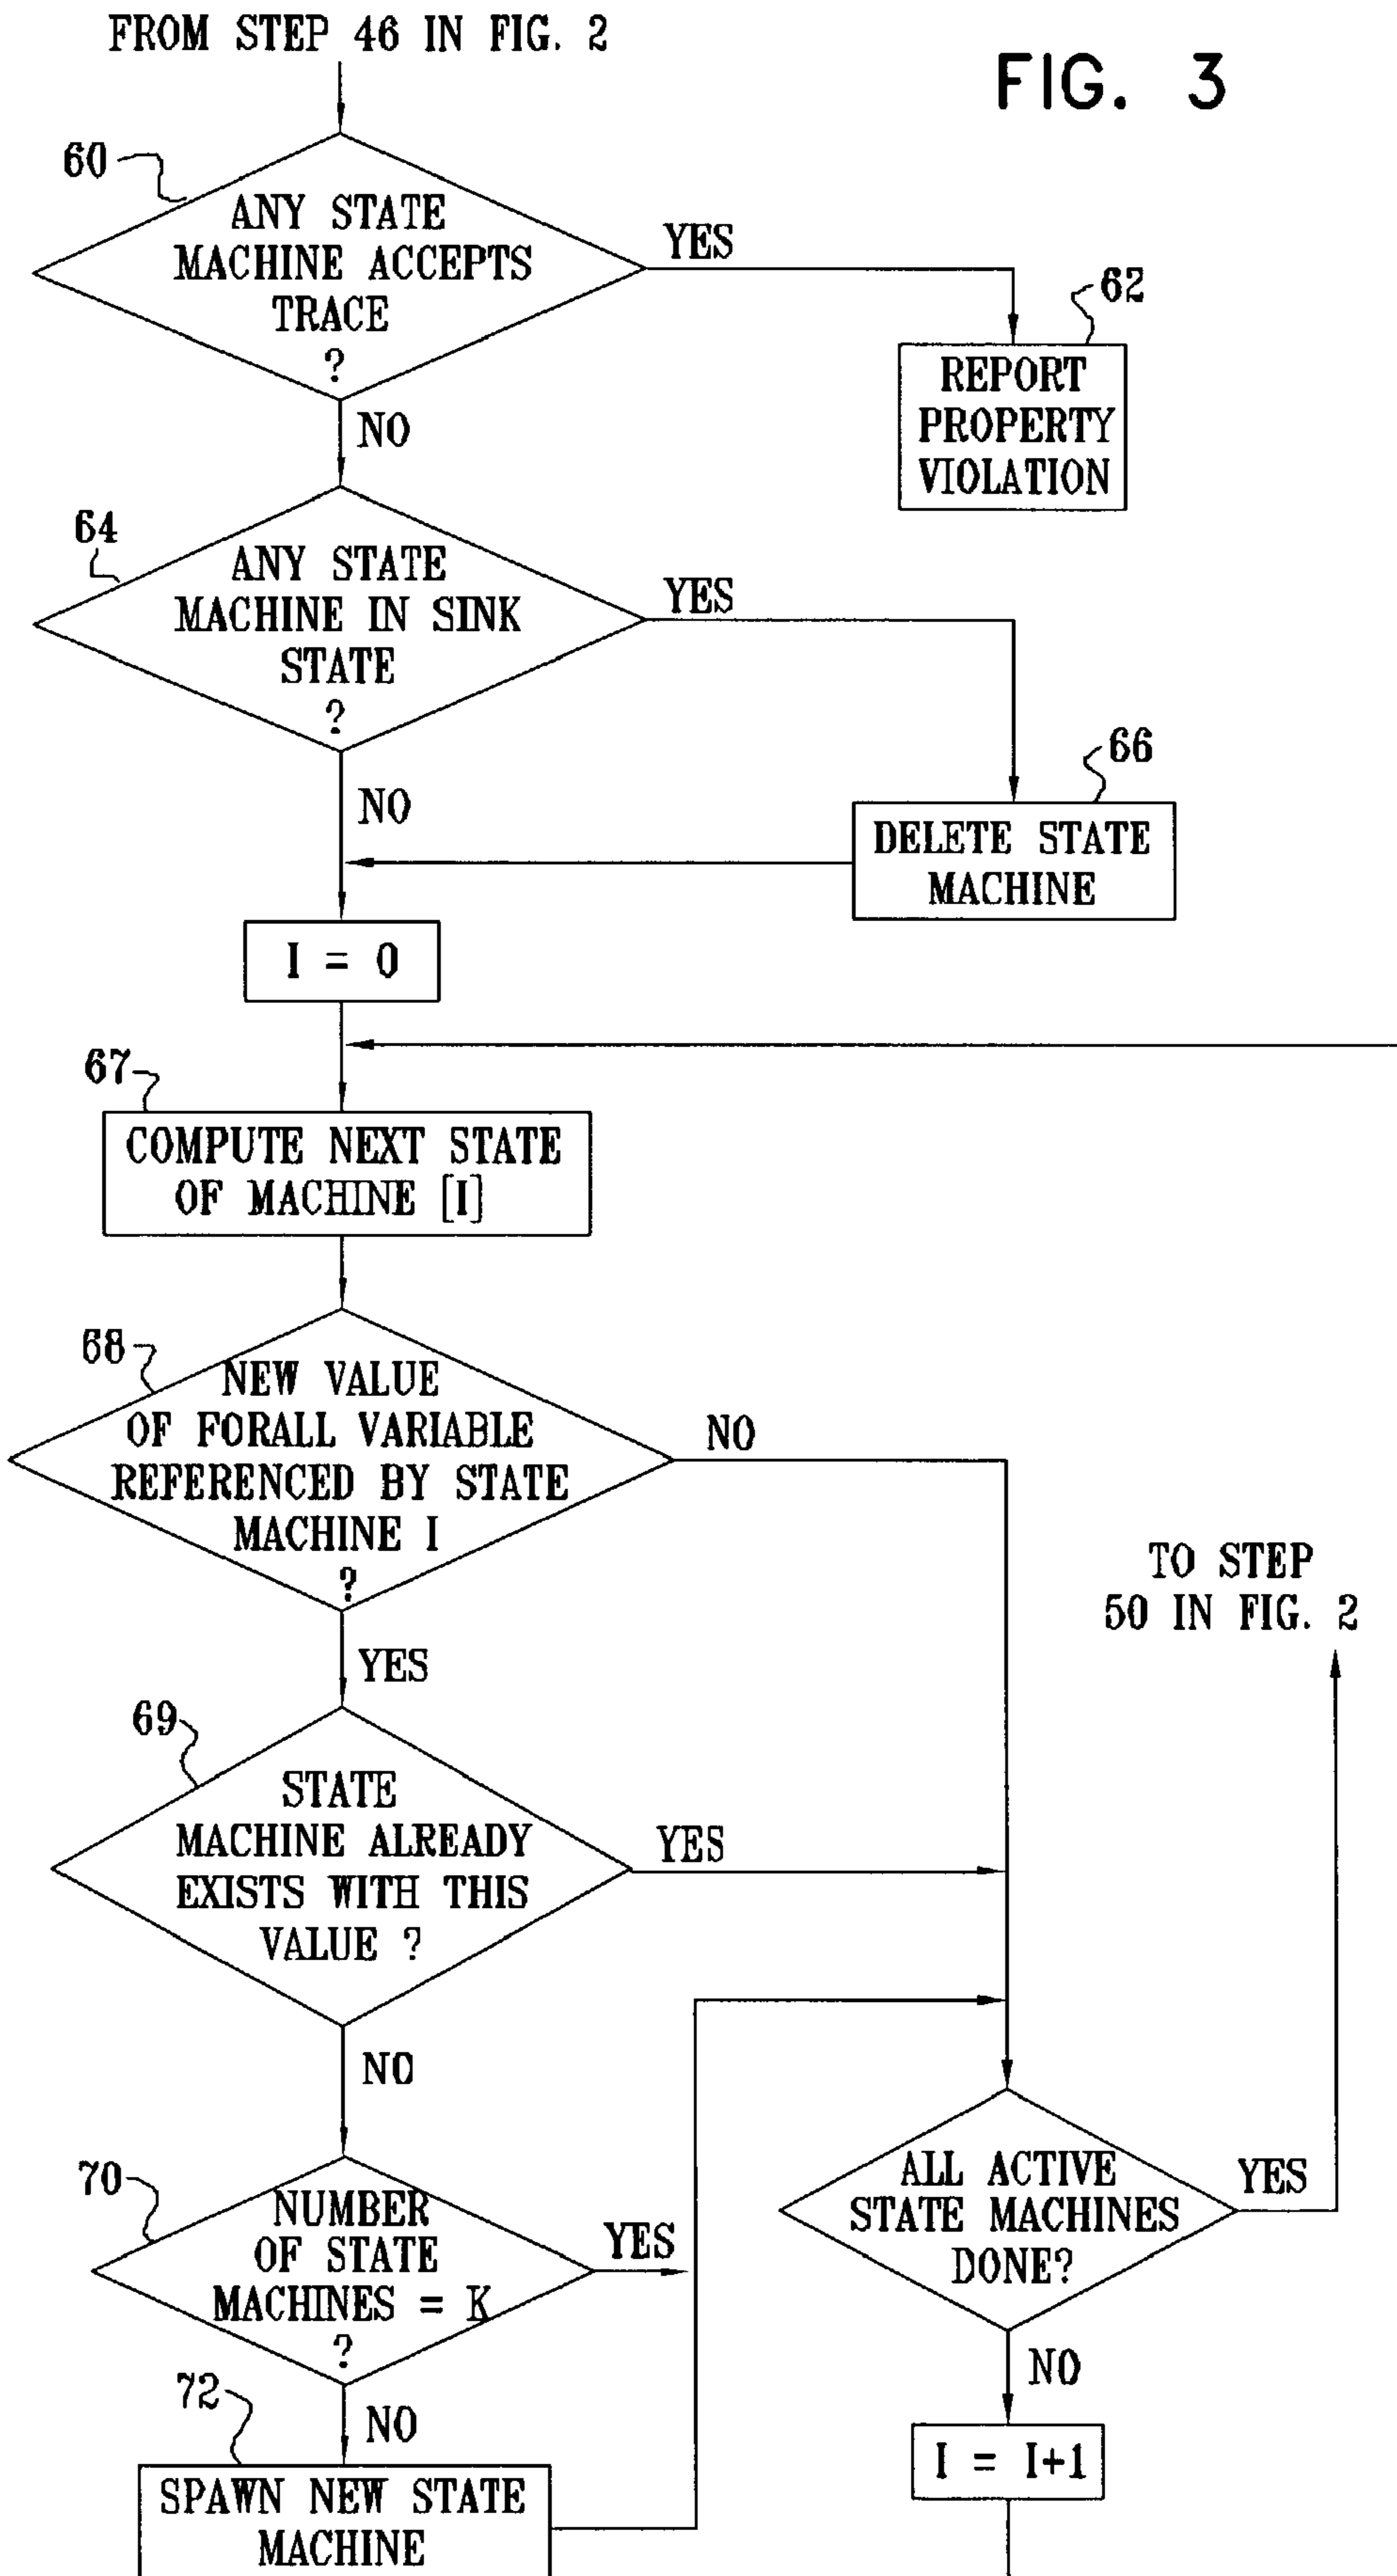 FROM STEP 46 IN FIG. 2
FIG. 3
60
ANY STATE
MACHINE ACCEPTS
TRACE
?
YES
62
REPORT
PROPERTY
VIOLATION
NO
64
ANY STATE
MACHINE IN SINK
STATE
?
YES
66
DELETE STATE
MACHINE
NO
I = 0
67
COMPUTE NEXT STATE
OF MACHINE [I]
68
NEW VALUE
OF FORALL VARIABLE
REFERENCED BY STATE
MACHINE I
?
NO
TO STEP
50 IN FIG. 2
YES
69
STATE
MACHINE ALREADY
EXISTS WITH THIS
VALUE ?
YES
NO
70
NUMBER
OF STATE
MACHINES = K
?
YES
ALL ACTIVE
STATE MACHINES
DONE?
YES
NO
NO
72
SPAWN NEW STATE
MACHINE
I = I+1